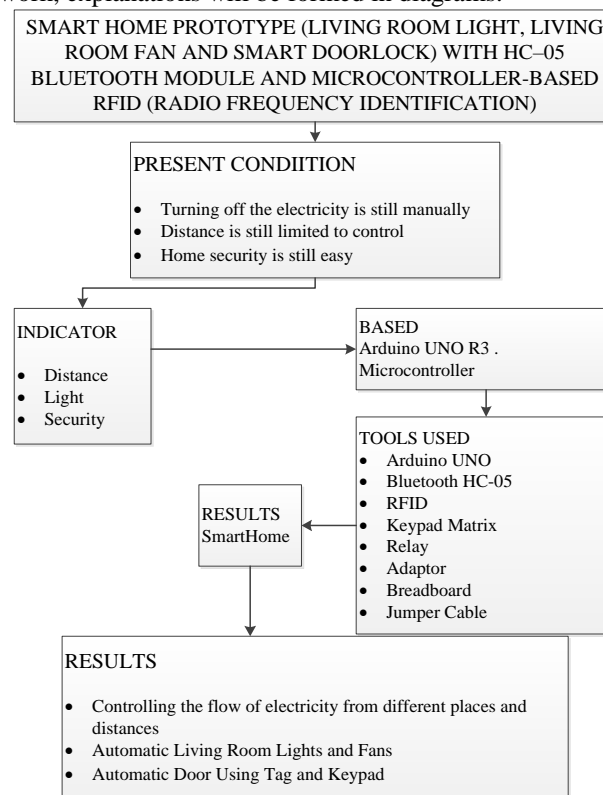 work, explanations will be formed in diagrams.
SMART HOME PROTOTYPE (LIVING ROOM LIGHT, LIVING
ROOM FAN AND SMART DOORLOCK) WITH HC–05
BLUETOOTH MODULE AND MICROCONTROLLER-BASED
RFID (RADIO FREQUENCY IDENTIFICATION)
PRESENT CONDIITION
• Turning off the electricity is still manually
• Distance is still limited to control
• Home security is still easy
INDICATOR
• Distance
• Light
• Security
BASED
Arduino UNO R3 .
Microcontroller
TOOLS USED
• Arduino UNO
• Bluetooth HC-05
• RFID
• Keypad Matrix
• Relay
• Adaptor
• Breadboard
• Jumper Cable
RESULTS
SmartHome
RESULTS
• Controlling the flow of electricity from different places and
distances
• Automatic Living Room Lights and Fans
• Automatic Door Using Tag and Keypad